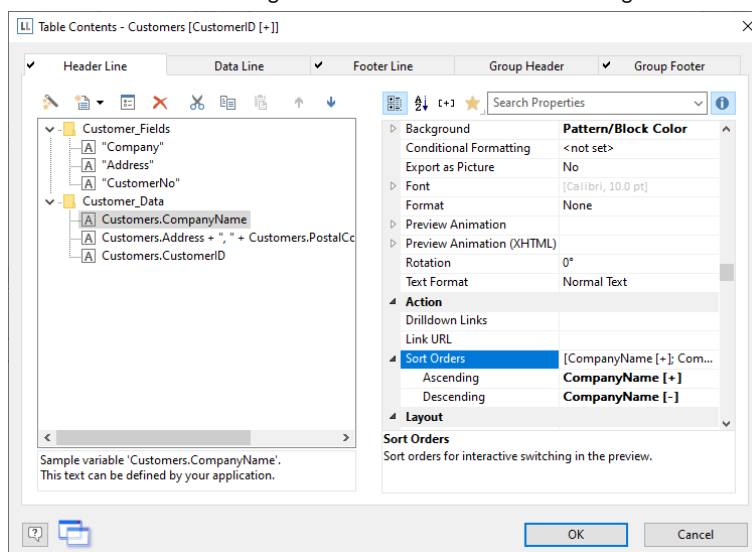 LL Table Contents - Customers [CustomerID [+]]
Header Line Data Line Footer Line Group Header Group Footer
[+] Search Properties
Customer_Fields
A "Company"
A "Address"
A "CustomerNo"
Customer_Data
A Customers.CompanyName
A Customers.Address + ", " + Customers.PostalCo
A Customers.CustomerID
Sample variable 'Customers.CompanyName'.
This text can be defined by your application.
Background Pattern/Block Color
Conditional Formatting <not set>
Export as Picture No
Font [Calibri, 10.0 pt]
Format None
Preview Animation
Preview Animation (XHTML)
Rotation 0°
Text Format Normal Text
Action
Drilldown Links
Link URL
Sort Orders [CompanyName [+]; Com...
Ascending CompanyName [+]
Descending CompanyName [-]
Layout
Sort Orders
Sort orders for interactive switching in the preview.
OK Cancel